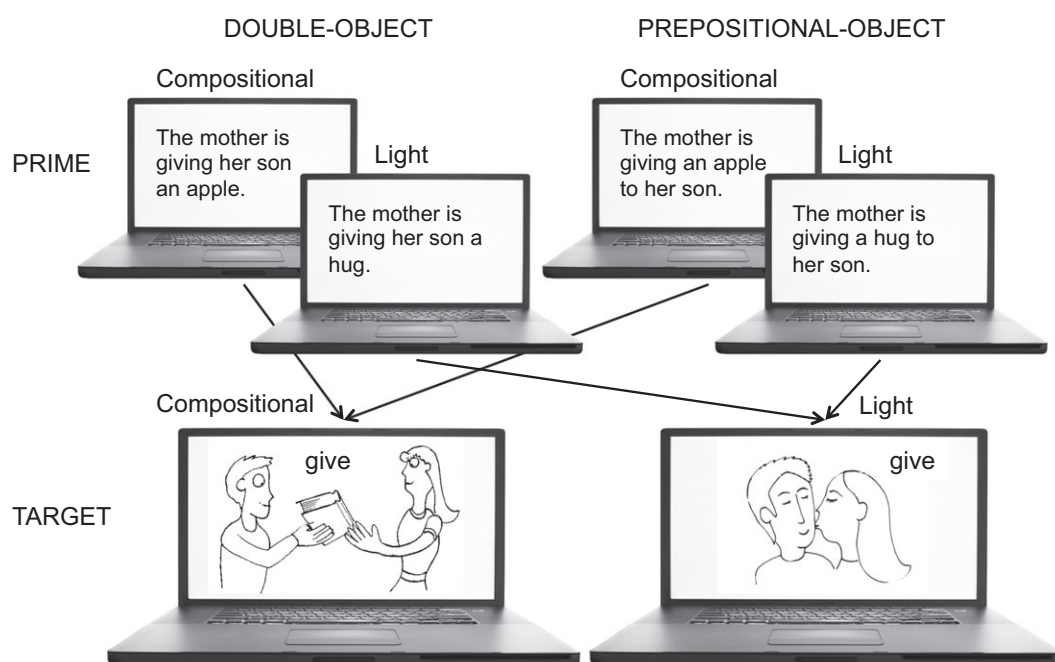 DOUBLE-OBJECT
PREPOSITIONAL-OBJECT
Compositional
Compositional
PRIME
The mother is
giving her son
an apple.
Light
The mother is
giving her son a
hug.
The mother is
giving an apple
to her son.
Light
The mother is
giving a hug to
her son.
Compositional
Light
TARGET
give
give